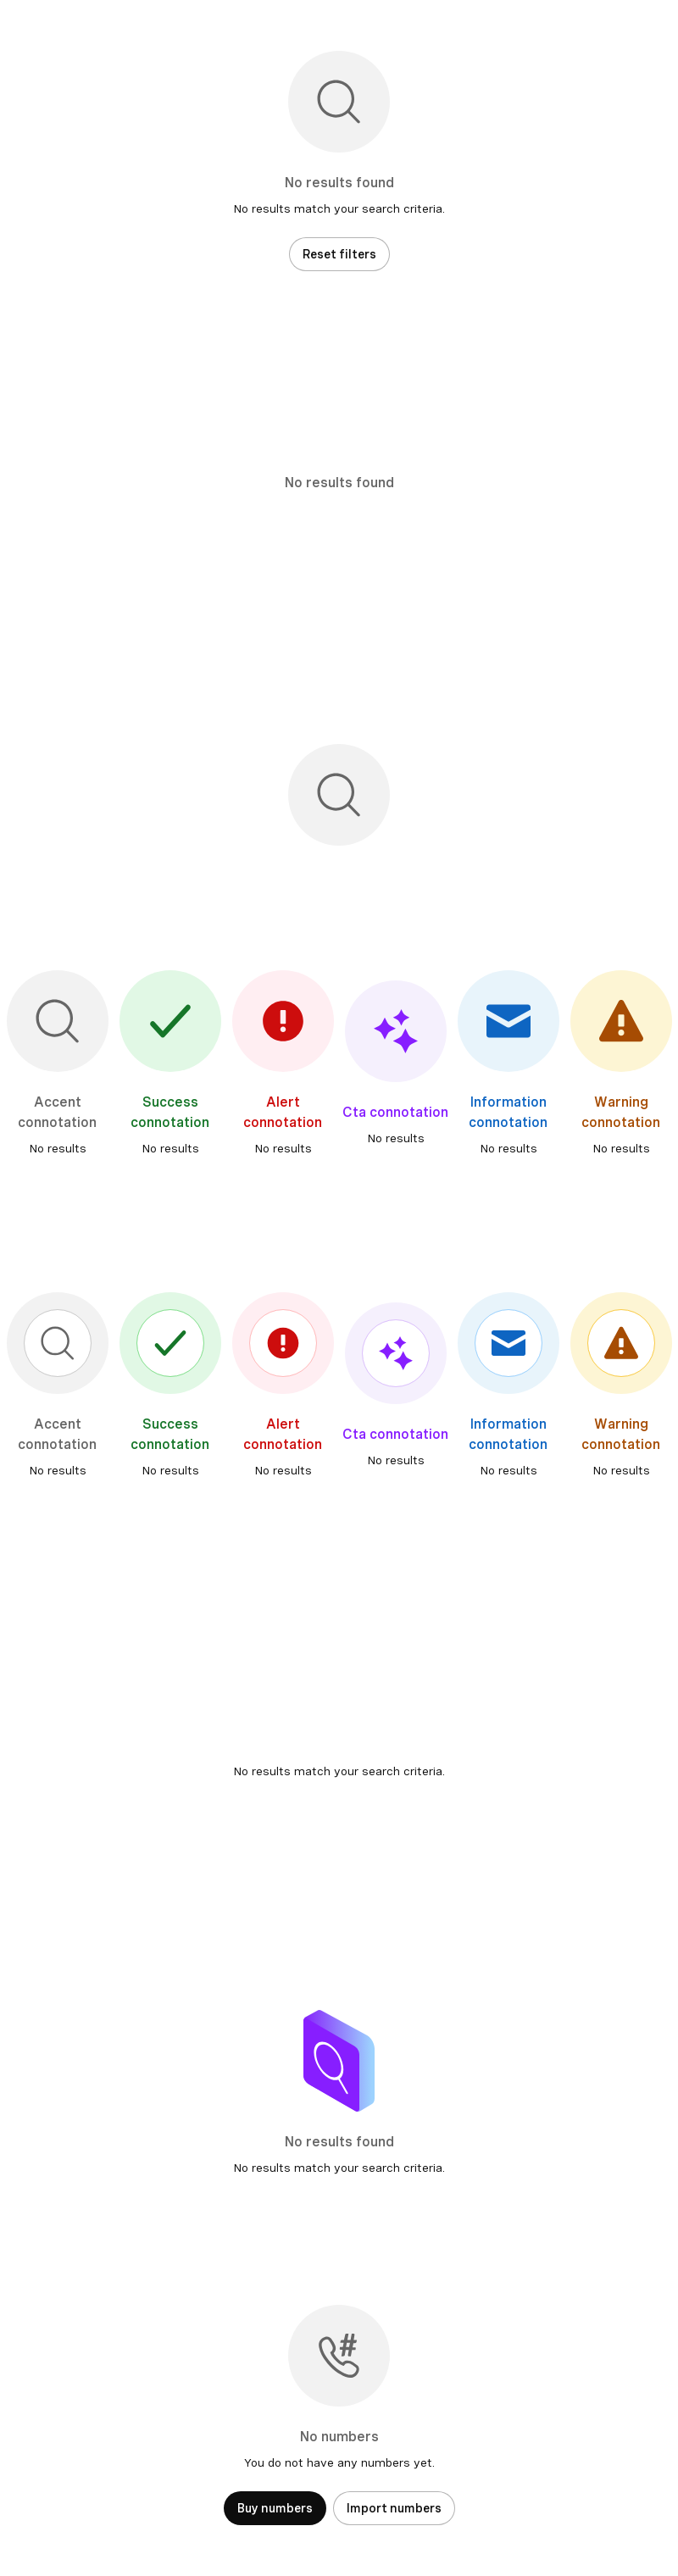 No results found
No results match your search criteria.
Reset filters
No results found
Accent
connotation
No results
Success
connotation
No results
Alert
connotation
No results
Cta connotation
No results
Information
connotation
No results
Warning
connotation
No results
Accent
connotation
No results
Success
connotation
No results
Alert
connotation
No results
Cta connotation
No results
Information
connotation
No results
Warning
connotation
No results
No results match your search criteria.
No results found
No results match your search criteria.
#
No numbers
You do not have any numbers yet.
Buy numbers
Import numbers